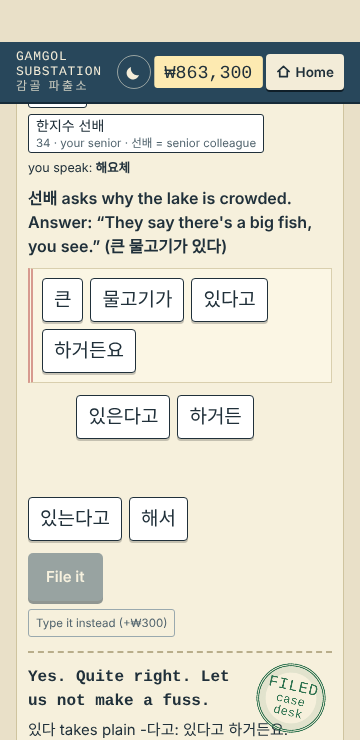 GAMGOL
SUBSTATION
감골 파출소
₩863,300
Home
한지수 선배
34 · your senior · 선배 = senior colleague
you speak: 해요체
선배 asks why the lake is crowded.
Answer: “They say there's a big fish,
you see.” (큰 물고기가 있다)
큰 물고기가 있다고
하거든요
있은다고 하거든
있는다고 해서
File it
Type it instead (+₩300)
Yes. Quite right. Let
us not make a fuss.
FILED
case
desk
있다 takes plain -다고: 있다고 하거든요.